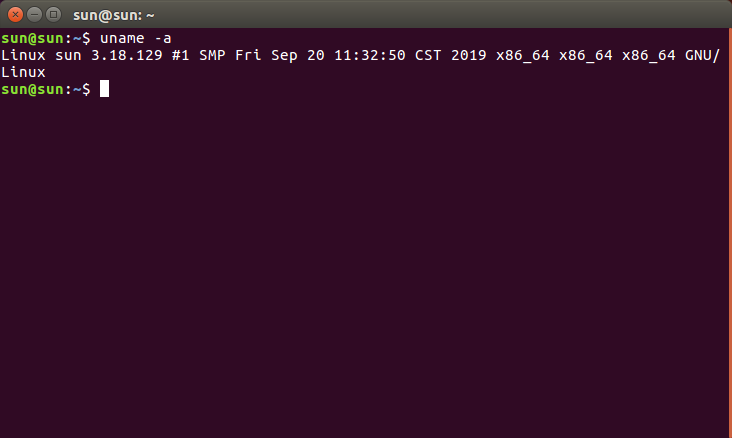 sun@sun: ~
sun@sun:~$ uname -a
Linux sun 3.18.129 #1 SMP Fri Sep 20 11:32:50 CST 2019 x86_64 x86_64 x86_64 GNU/
Linux
sun@sun:~$